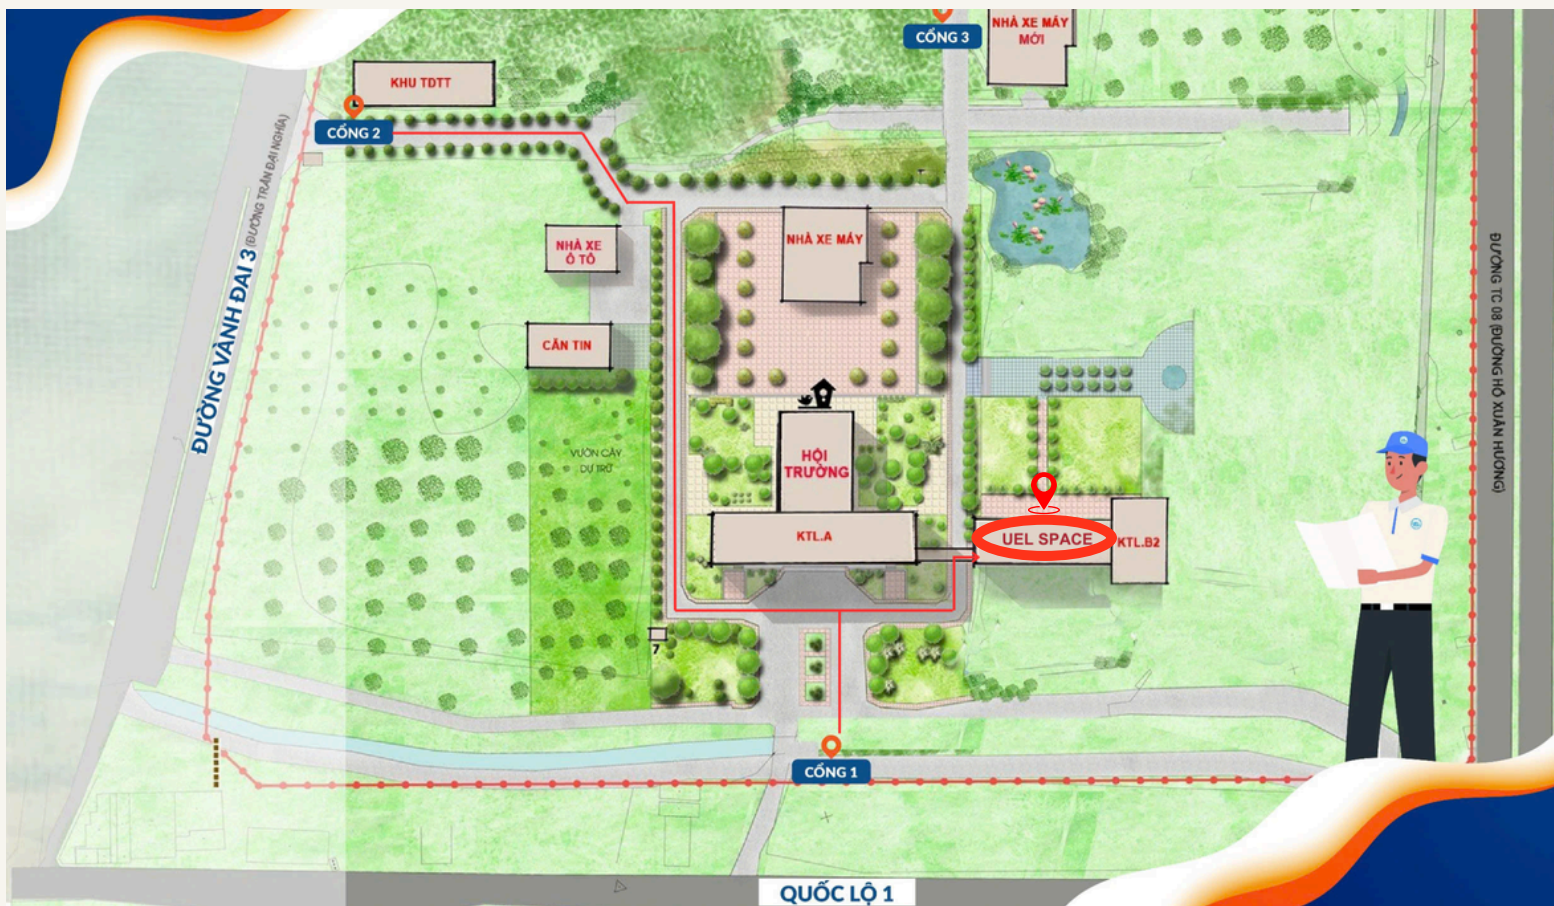 NHÀ XE MÁY
MỚI
CỔNG 3
KHU TDTT
CỔNG 2
ĐƯỜNG VÀNH ĐAI 3 (ĐƯỜNG TRẦN ĐẠI NGHĨA)
NHÀ XE
Ô TÔ
NHÀ XE MÁY
ĐƯỜNG TC 08 (ĐƯỜNG HỒ XUÂN HƯƠNG)
CĂN TIN
VƯỜN CÂY
DỰ TRỮ
HỘI
TRƯỜNG
KTL.A
UEL SPACE
KTL.B2
7
CỔNG 1
QUỐC LỘ 1